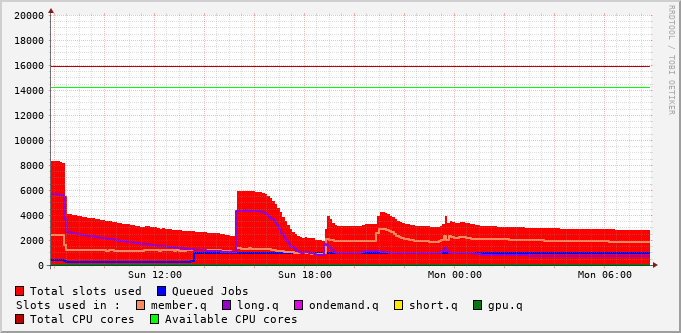 20000
18000
16000
14000
12000
10000
8000
6000
4000
2000
0
Sun 12:00 Sun 18:00 Mon 00:00 Mon 06:00
Total slots used Queued Jobs
Slots used in : member.q long.q ondemand.q short.q gpu.q
Total CPU cores Available CPU cores
RRDTOOL / TOBI OETIKER